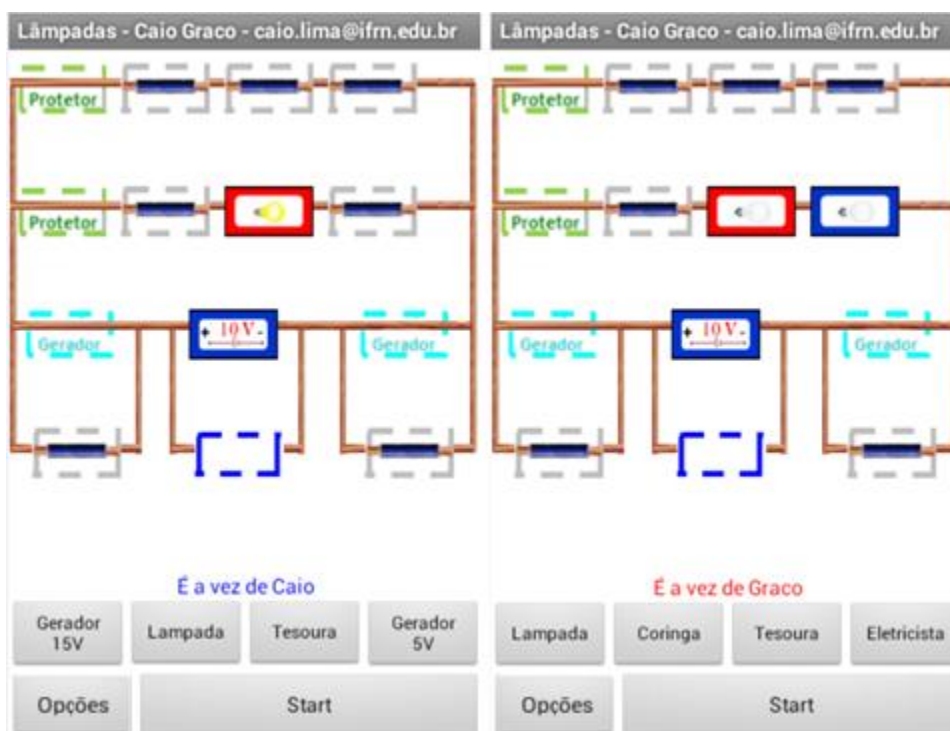 Lâmpadas - Caio Graco - caio.lima@ifrn.edu.br
Protetor
Protetor
+ 10 V -
Gerador
Gerador
É a vez de Caio
Gerador 15V
Lampada
Tesoura
Gerador 5V
Opções
Start
Lâmpadas - Caio Graco - caio.lima@ifrn.edu.br
Protetor
Protetor
+ 10 V -
Gerador
Gerador
É a vez de Graco
Lampada
Coringa
Tesoura
Eletricista
Opções
Start